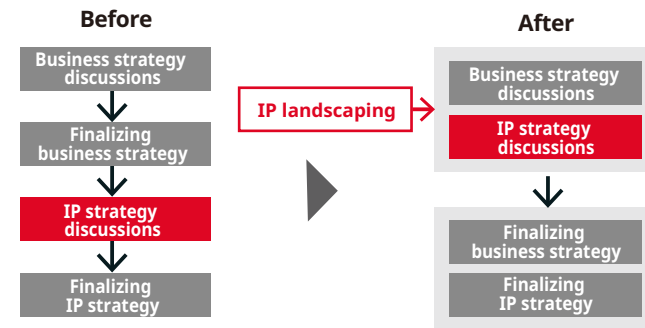 Before
Business strategy
discussions
Finalizing
business strategy
IP strategy
discussions
Finalizing
IP strategy
IP landscaping
After
Business strategy
discussions
IP strategy
discussions
Finalizing
business strategy
Finalizing
IP strategy